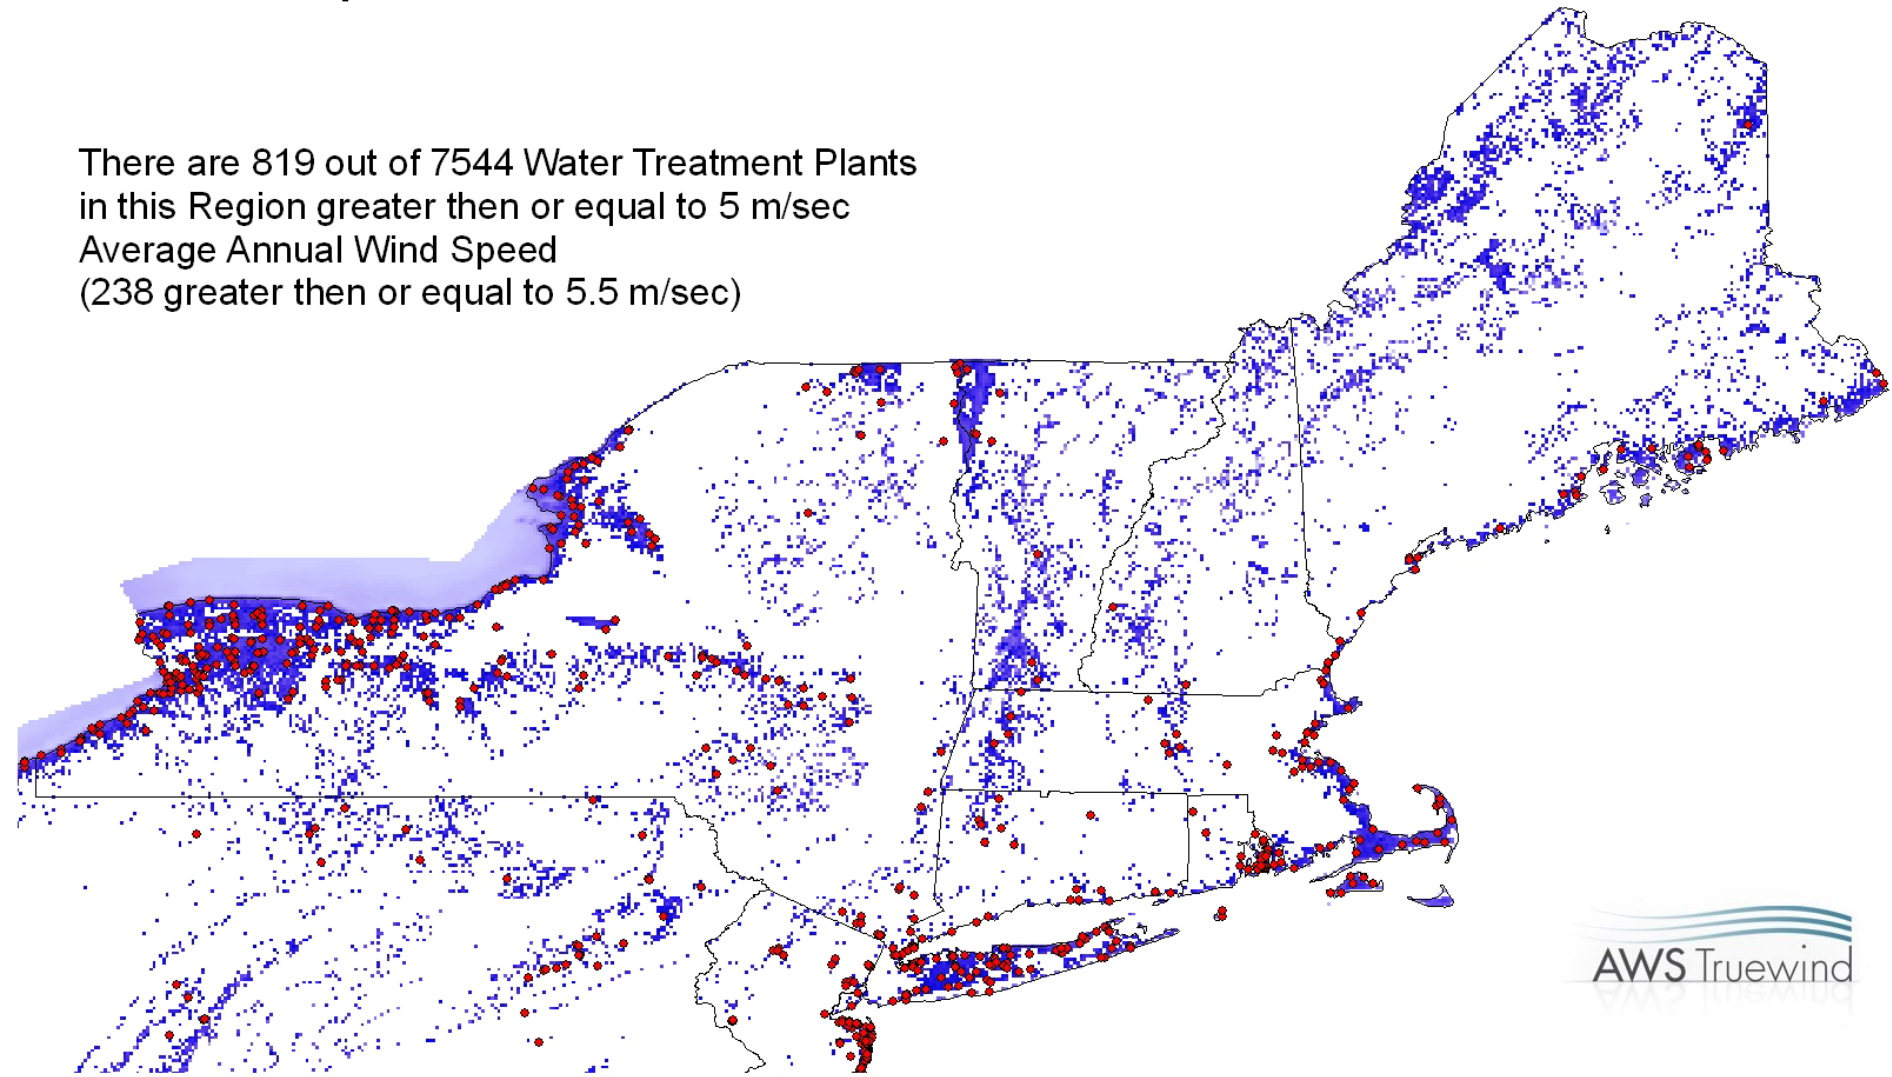 There are 819 out of 7544 Water Treatment Plants
in this Region greater then or equal to 5 m/sec
Average Annual Wind Speed
(238 greater then or equal to 5.5 m/sec)
AWS Truewind